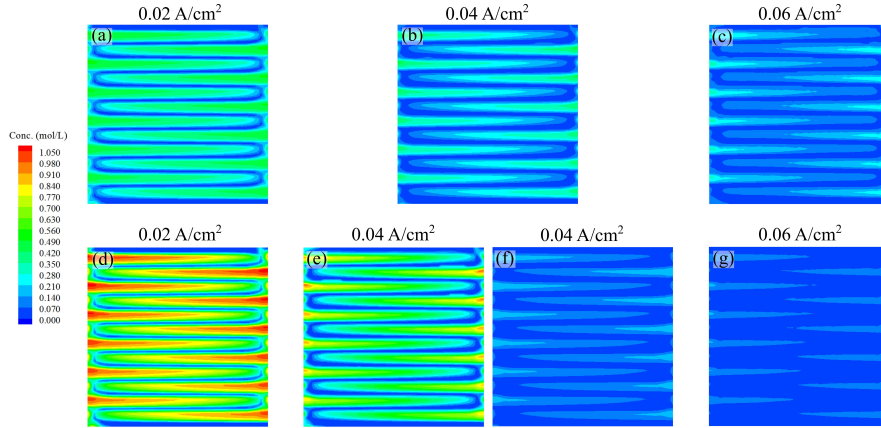 0.02 A/cm²
0.04 A/cm²
0.06 A/cm²
(a)
(b)
(c)
Conc. (mol/L)
1.050
0.980
0.910
0.840
0.770
0.700
0.630
0.560
0.490
0.420
0.350
0.280
0.210
0.140
0.070
0.000
0.02 A/cm²
0.04 A/cm²
0.04 A/cm²
0.06 A/cm²
(d)
(e)
(f)
(g)